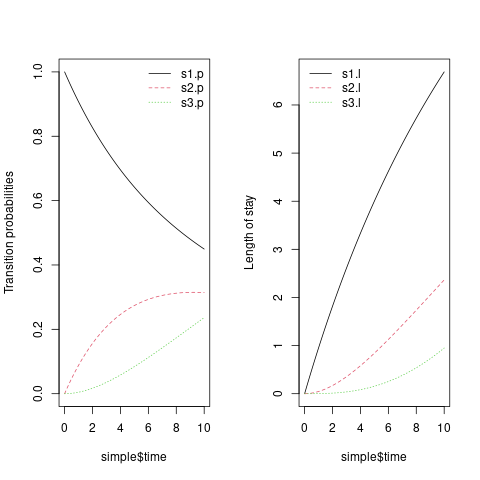 Transition probabilities
1.0
0.8
0.6
0.4
0.2
0.0
s1.p
s2.p
s3.p
0 2 4 6 8 10
simple$time
Length of stay
6
5
4
3
2
1
0
s1.l
s2.l
s3.l
0 2 4 6 8 10
simple$time